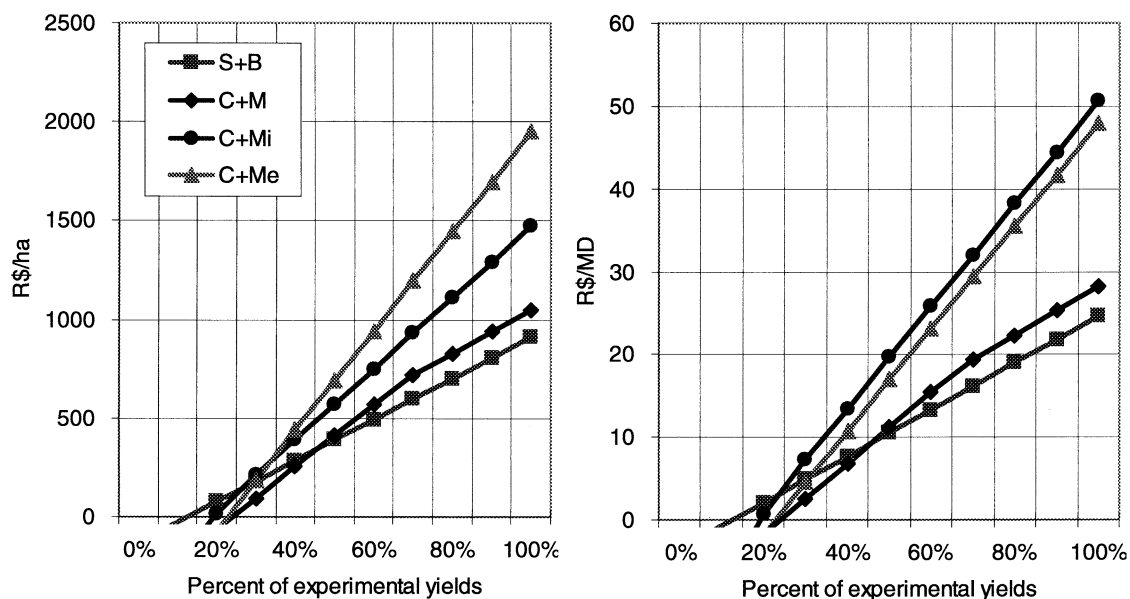 2500
2000
1500
1000
500
0
R$/ha
S+B
C+M
C+Mi
C+Me
0% 20% 40% 60% 80% 100%
Percent of experimental yields
60
50
40
30
20
10
0
R$/MD
0% 20% 40% 60% 80% 100%
Percent of experimental yields